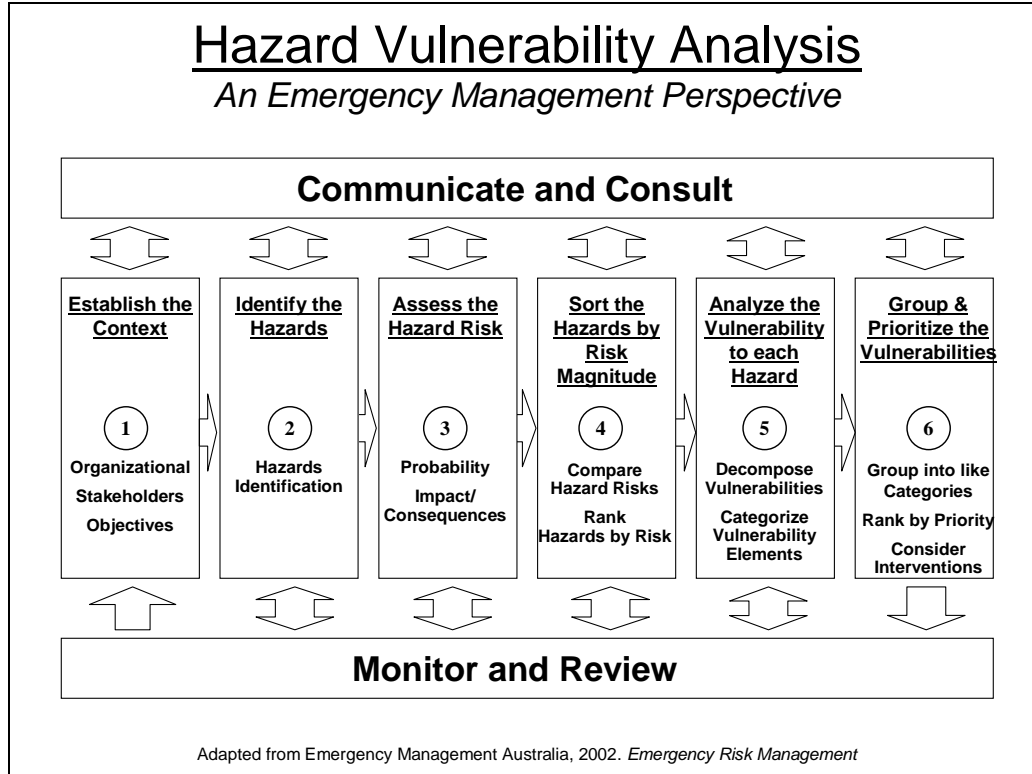 Hazard Vulnerability Analysis
An Emergency Management Perspective
Communicate and Consult
Establish the
Context
1
Organizational
Stakeholders
Objectives
Identify the
Hazards
2
Hazards
Identification
Assess the
Hazard Risk
3
Probability
Impact/
Consequences
Sort the
Hazards by
Risk
Magnitude
4
Compare
Hazard Risks
Rank
Hazards by Risk
Analyze the
Vulnerability
to each
Hazard
5
Decompose
Vulnerabilities
Categorize
Vulnerability
Elements
Group &
Prioritize the
Vulnerabilities
6
Group into like
Categories
Rank by Priority
Consider
Interventions
Monitor and Review
Adapted from Emergency Management Australia, 2002. Emergency Risk Management